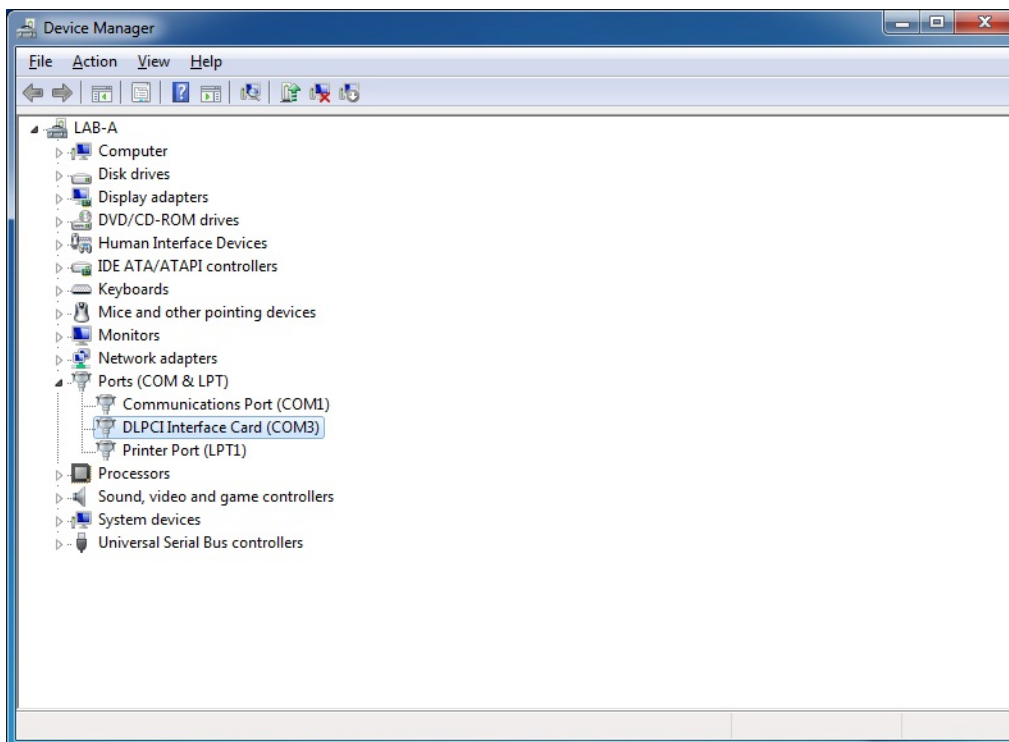 Device Manager
File Action View Help
LAB-A
Computer
Disk drives
Display adapters
DVD/CD-ROM drives
Human Interface Devices
IDE ATA/ATAPI controllers
Keyboards
Mice and other pointing devices
Monitors
Network adapters
Ports (COM & LPT)
Communications Port (COM1)
DLPCI Interface Card (COM3)
Printer Port (LPT1)
Processors
Sound, video and game controllers
System devices
Universal Serial Bus controllers